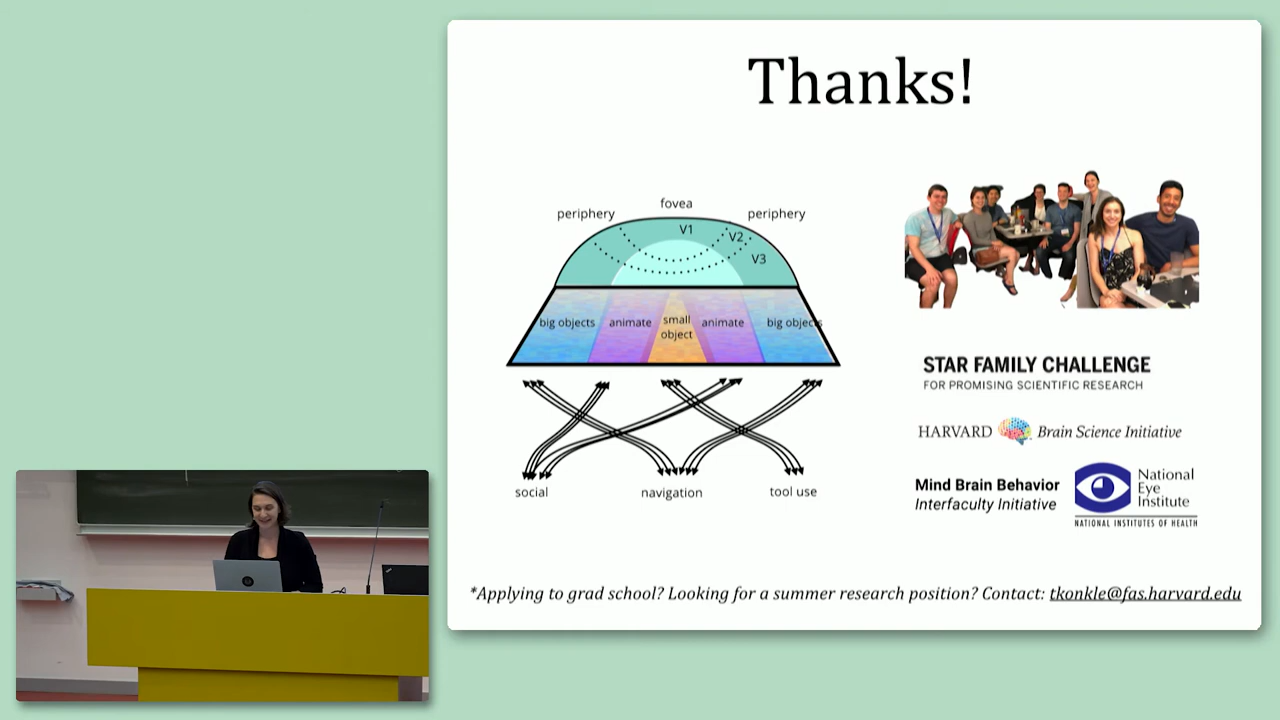 Thanks!
fovea
periphery
periphery
V1
V2
V3
big objects
animate
small
object
animate
big objects
social
navigation
tool use
STAR FAMILY CHALLENGE
FOR PROMISING SCIENTIFIC RESEARCH
HARVARD Brain Science Initiative
Mind Brain Behavior
Interfaculty Initiative
National
Eye
Institute
NATIONAL INSTITUTES OF HEALTH
*Applying to grad school? Looking for a summer research position? Contact: tkonkle@fas.harvard.edu